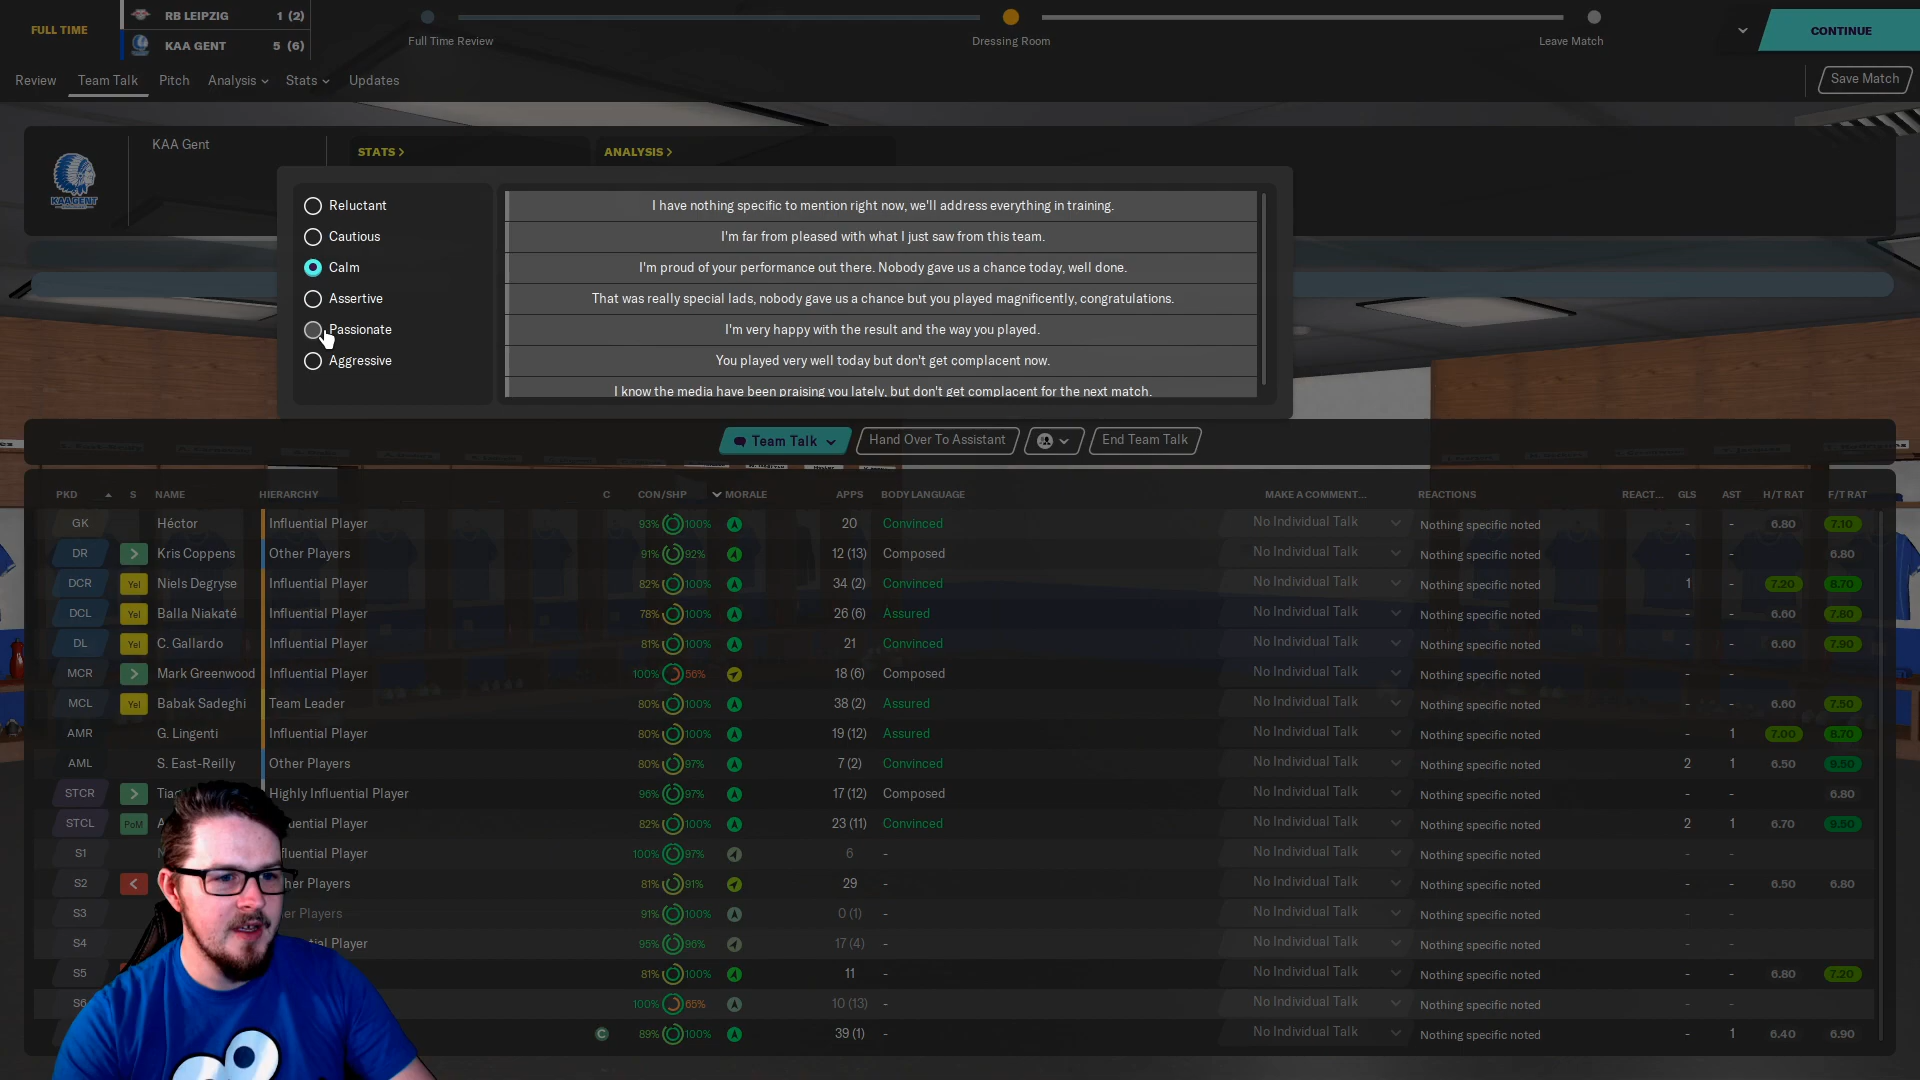 FULL TIME
RB LEIPZIG 1 (2)
KAA GENT 5 (6)
Full Time Review
Dressing Room
Leave Match
CONTINUE
Review Team Talk Pitch Analysis Stats Updates
Save Match
KAA Gent
STATS >
ANALYSIS >
KAA GENT
Reluctant
Cautious
Calm
Assertive
Passionate
Aggressive
I have nothing specific to mention right now, we'll address everything in training.
I'm far from pleased with what I just saw from this team.
I'm proud of your performance out there. Nobody gave us a chance today, well done.
That was really special lads, nobody gave us a chance but you played magnificently, congratulations.
I'm very happy with the result and the way you played.
You played very well today but don't get complacent now.
I know the media have been praising you lately, but don't get complacent for the next match.
Team Talk
Hand Over To Assistant
End Team Talk
PKD S NAME HIERARCHY C CON/SHP MORALE APPS BODY LANGUAGE MAKE A COMMENT... REACTIONS REACT... GLS AST H/T RAT F/T RAT
GK Héctor Influential Player 93% 100% 20 Convinced No Individual Talk Nothing specific noted - - 6.80 7.10
DR > Kris Coppens Other Players 91% 92% 12 (13) Composed No Individual Talk Nothing specific noted - - 6.80
DCR Yel Niels Degryse Influential Player 82% 100% 34 (2) Convinced No Individual Talk Nothing specific noted 1 - 7.20 8.70
DCL Yel Balla Niakaté Influential Player 78% 100% 26 (6) Assured No Individual Talk Nothing specific noted - - 6.60 7.80
DL Yel C. Gallardo Influential Player 81% 100% 21 Convinced No Individual Talk Nothing specific noted - - 6.60 7.90
MCR > Mark Greenwood Influential Player 100% 56% 18 (6) Composed No Individual Talk Nothing specific noted - - - -
MCL Yel Babak Sadeghi Team Leader 80% 100% 38 (2) Assured No Individual Talk Nothing specific noted - - 6.60 7.50
AMR G. Lingenti Influential Player 80% 100% 19 (12) Assured No Individual Talk Nothing specific noted - 1 7.00 8.70
AML S. East-Reilly Other Players 80% 97% 7 (2) Convinced No Individual Talk Nothing specific noted 2 1 6.50 9.50
STCR > Highly Influential Player 96% 97% 17 (12) Composed No Individual Talk Nothing specific noted - - 6.80
STCL PoM uential Player 82% 100% 23 (11) Convinced No Individual Talk Nothing specific noted 2 1 6.70 9.50
S1 fluential Player 100% 97% 6 - No Individual Talk Nothing specific noted - - - -
S2 < her Players 81% 91% 29 - No Individual Talk Nothing specific noted - - 6.50 6.80
S3 er Players 91% 100% 0 (1) - No Individual Talk Nothing specific noted - - - -
S4 tial Player 95% 96% 17 (4) - No Individual Talk Nothing specific noted - - - -
S5 81% 100% 11 - No Individual Talk Nothing specific noted - - 6.80 7.20
S6 100% 65% 10 (13) - No Individual Talk Nothing specific noted - -
C 89% 100% 39 (1) - No Individual Talk Nothing specific noted - 1 6.40 6.90